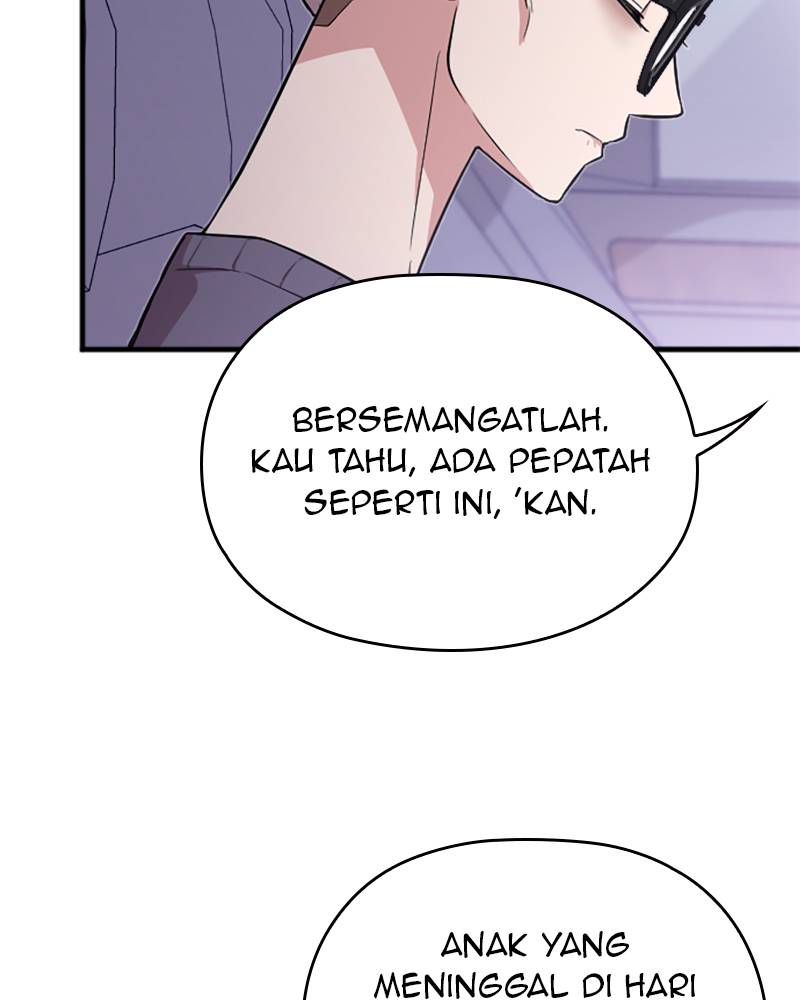 BERSEMANGATLAH.
KAU TAHU, ADA PEPATAH
SEPERTI INI, 'KAN.
ANAK YANG
MENINGGAL DI HARI